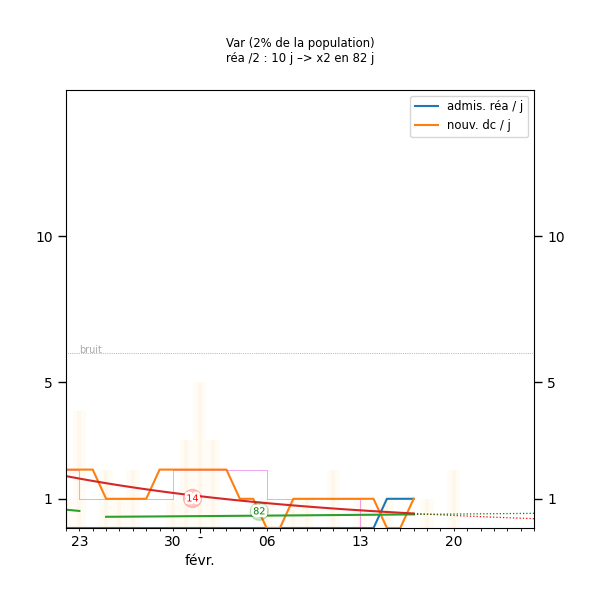 Var (2% de la population)
réa /2 : 10 j –> x2 en 82 j
admis. réa / j
nouv. dc / j
10
10
bruit
5
5
14
82
1
1
23
30
-
06
13
20
févr.